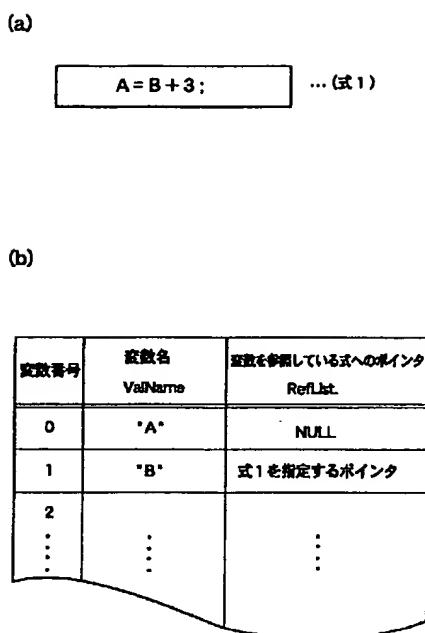 (a)
A=B+3; …(式1)
(b)
変数番号 変数名 ValName 変数を参照している式へのポインタ RefList.
0 "A" NULL
1 "B" 式1を指定するポインタ
2